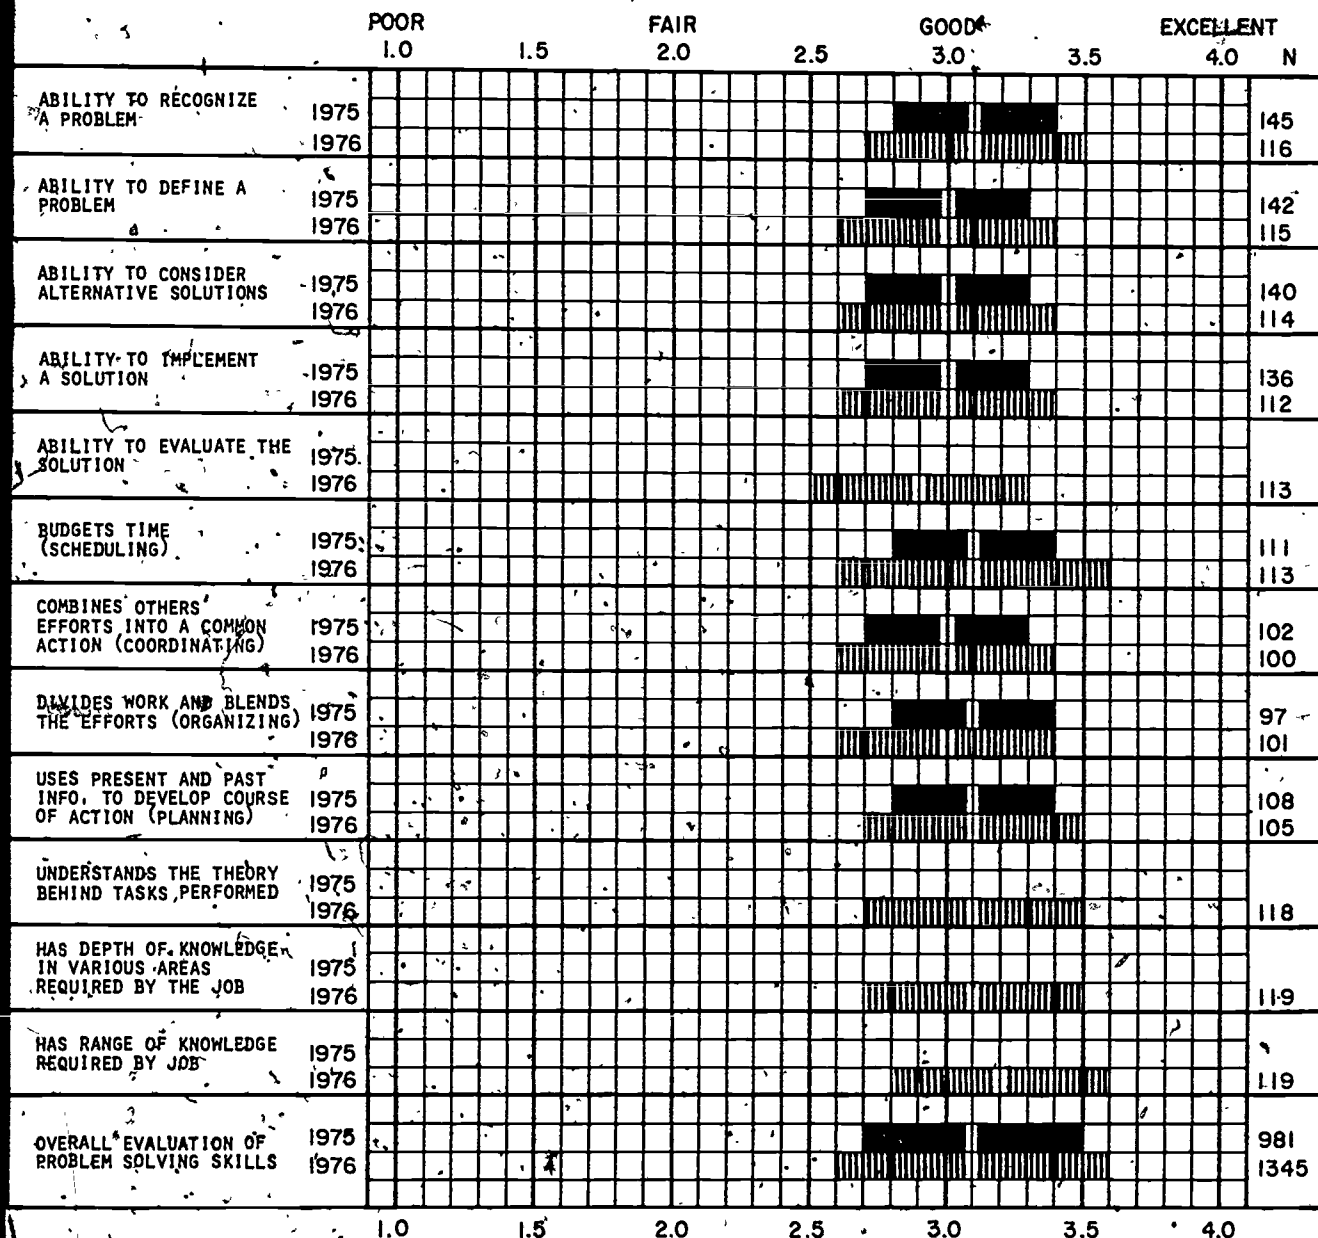 POOR FAIR GOOD EXCELLENT
1.0 1.5 2.0 2.5 3.0 3.5 4.0 N
ABILITY TO RECOGNIZE
A PROBLEM
1975 145
1976 116
ABILITY TO DEFINE A
PROBLEM
1975 142
1976 115
ABILITY TO CONSIDER
ALTERNATIVE SOLUTIONS
1975 140
1976 114
ABILITY TO IMPLEMENT
A SOLUTION
1975 136
1976 112
ABILITY TO EVALUATE THE
SOLUTION
1975
1976 113
BUDGETS TIME
(SCHEDULING)
1975 111
1976 113
COMBINES OTHERS'
EFFORTS INTO A COMMON
ACTION (COORDINATING)
1975 102
1976 100
DIVIDES WORK AND BLENDS
THE EFFORTS (ORGANIZING)
1975 97
1976 101
USES PRESENT AND PAST
INFO. TO DEVELOP COURSE
OF ACTION (PLANNING)
1975 108
1976 105
UNDERSTANDS THE THEORY
BEHIND TASKS PERFORMED
1975
1976 118
HAS DEPTH OF KNOWLEDGE
IN VARIOUS AREAS
REQUIRED BY THE JOB
1975
1976 119
HAS RANGE OF KNOWLEDGE
REQUIRED BY JOB
1975
1976 119
OVERALL EVALUATION OF
PROBLEM SOLVING SKILLS
1975 981
1976 1345
1.0 1.5 2.0 2.5 3.0 3.5 4.0